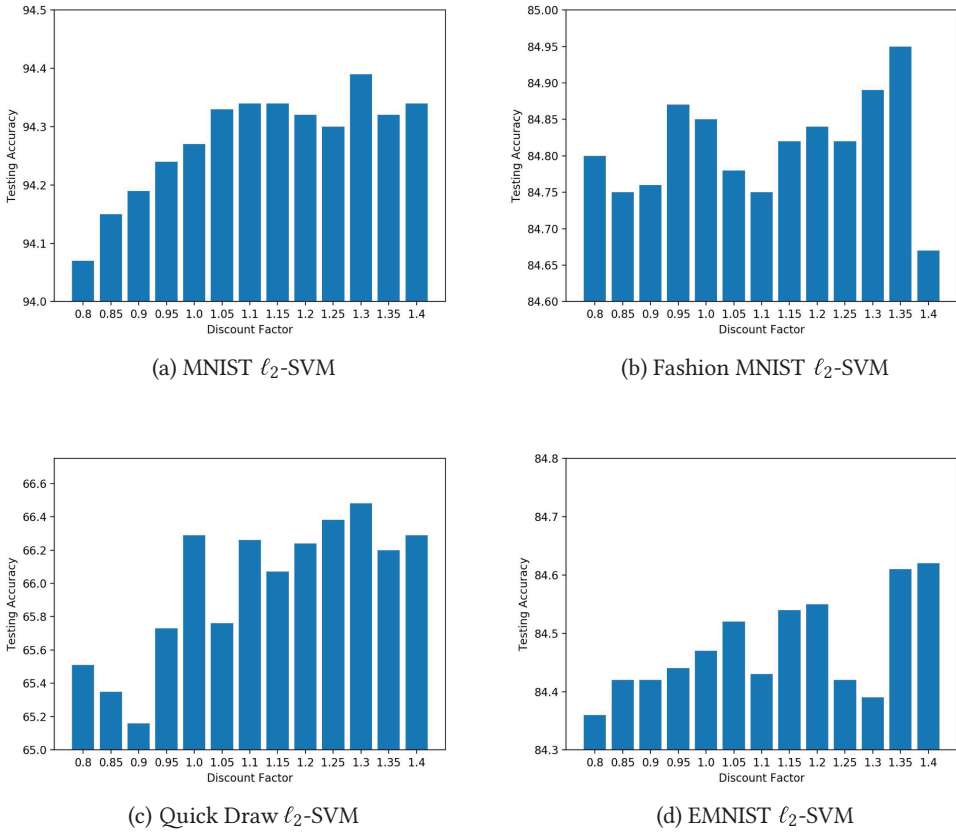 94.5
94.4
94.3
94.2
94.1
94.0
Testing Accuracy
0.8 0.85 0.9 0.95 1.0 1.05 1.1 1.15 1.2 1.25 1.3 1.35 1.4
Discount Factor
(a) MNIST ℓ₂-SVM
85.00
84.95
84.90
84.85
84.80
84.75
84.70
84.65
84.60
Testing Accuracy
0.8 0.85 0.9 0.95 1.0 1.05 1.1 1.15 1.2 1.25 1.3 1.35 1.4
Discount Factor
(b) Fashion MNIST ℓ₂-SVM
66.6
66.4
66.2
66.0
65.8
65.6
65.4
65.2
65.0
Testing Accuracy
0.8 0.85 0.9 0.95 1.0 1.05 1.1 1.15 1.2 1.25 1.3 1.35 1.4
Discount Factor
(c) Quick Draw ℓ₂-SVM
84.8
84.7
84.6
84.5
84.4
84.3
Testing Accuracy
0.8 0.85 0.9 0.95 1.0 1.05 1.1 1.15 1.2 1.25 1.3 1.35 1.4
Discount Factor
(d) EMNIST ℓ₂-SVM